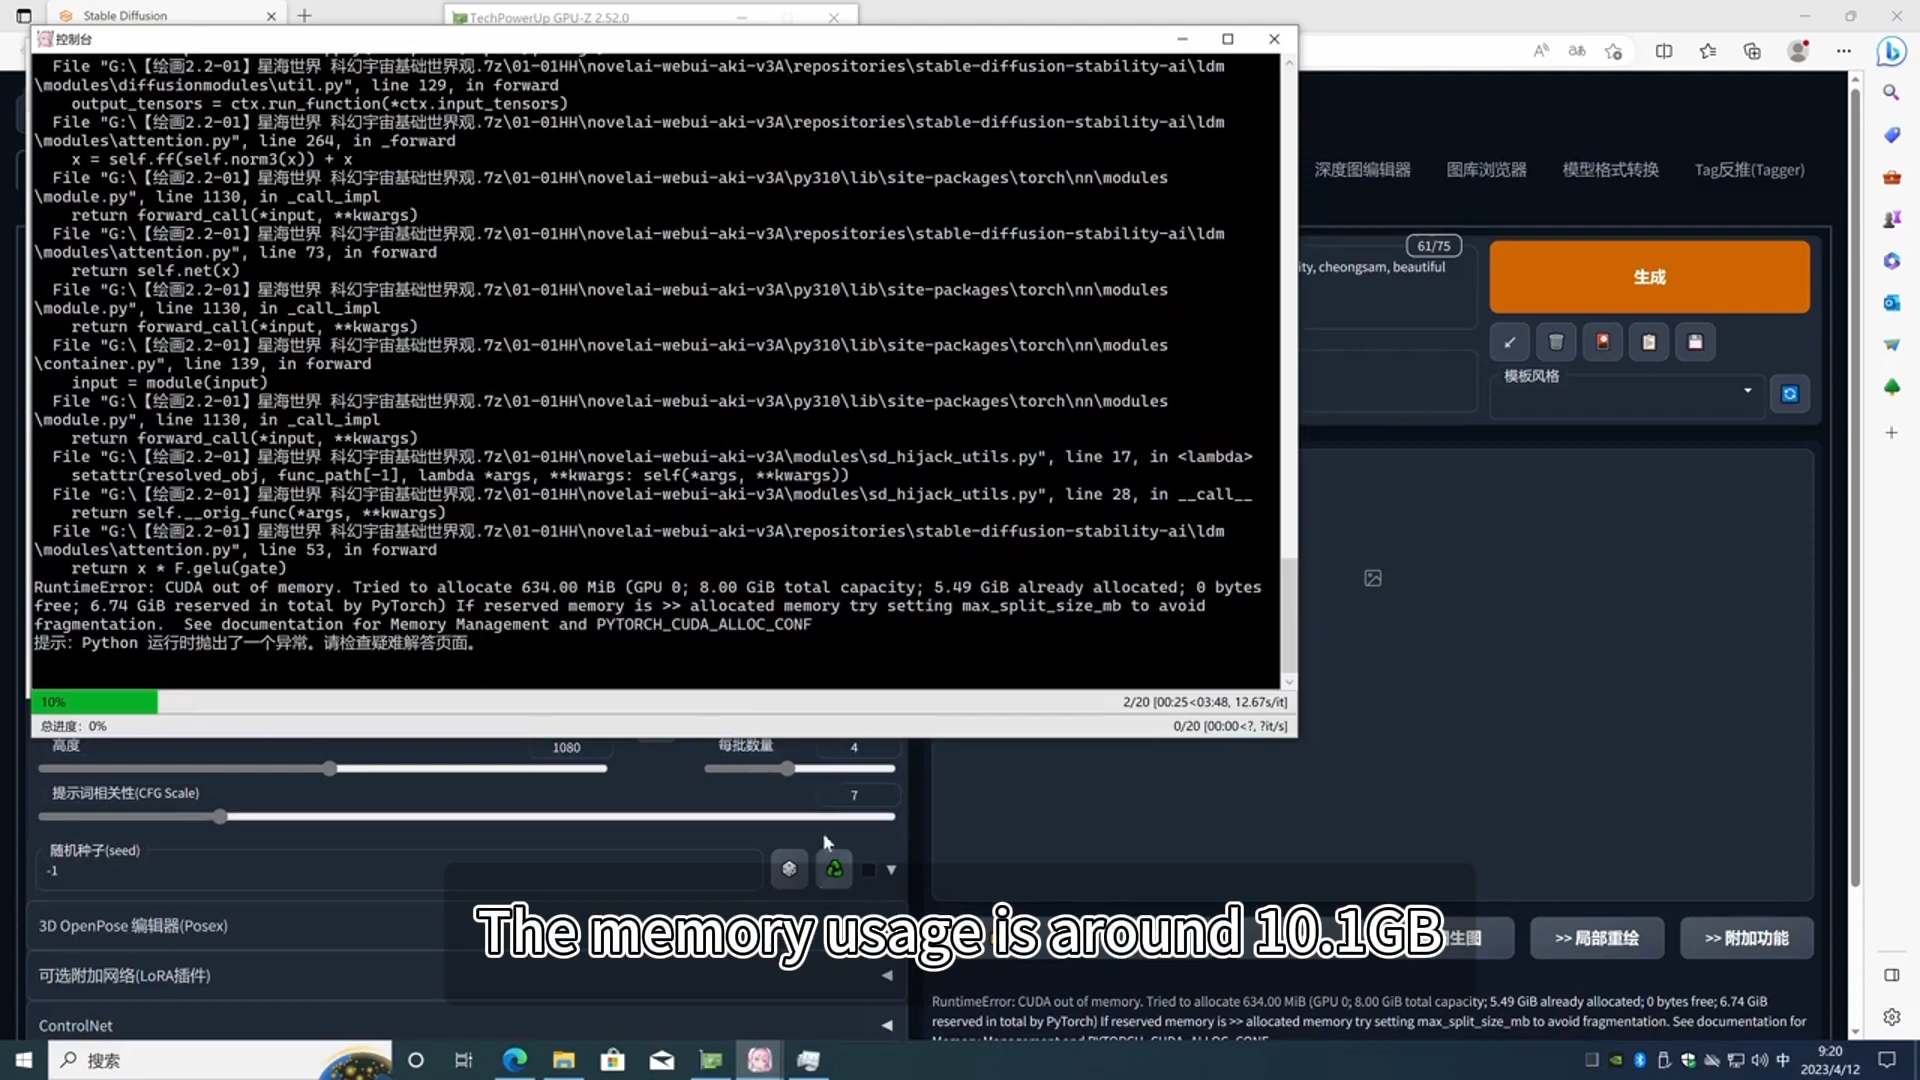 Stable Diffusion
TechPowerUp GPU-Z 2.52.0
控制台
File "G:\【绘画2.2-01】星海世界 科幻宇宙基础世界观.7z\01-01HH\novelai-webui-aki-v3A\repositories\stable-diffusion-stability-ai\ldm
\modules\diffusionmodules\util.py", line 129, in forward
output_tensors = ctx.run_function(*ctx.input_tensors)
File "G:\【绘画2.2-01】星海世界 科幻宇宙基础世界观.7z\01-01HH\novelai-webui-aki-v3A\repositories\stable-diffusion-stability-ai\ldm
\modules\attention.py", line 264, in _forward
x = self.ff(self.norm3(x)) + x
File "G:\【绘画2.2-01】星海世界 科幻宇宙基础世界观.7z\01-01HH\novelai-webui-aki-v3A\py310\lib\site-packages\torch\nn\modules
\module.py", line 1130, in _call_impl
return forward_call(*input, **kwargs)
File "G:\【绘画2.2-01】星海世界 科幻宇宙基础世界观.7z\01-01HH\novelai-webui-aki-v3A\repositories\stable-diffusion-stability-ai\ldm
\modules\attention.py", line 73, in forward
return self.net(x)
File "G:\【绘画2.2-01】星海世界 科幻宇宙基础世界观.7z\01-01HH\novelai-webui-aki-v3A\py310\lib\site-packages\torch\nn\modules
\module.py", line 1130, in _call_impl
return forward_call(*input, **kwargs)
File "G:\【绘画2.2-01】星海世界 科幻宇宙基础世界观.7z\01-01HH\novelai-webui-aki-v3A\py310\lib\site-packages\torch\nn\modules
\container.py", line 139, in forward
input = module(input)
File "G:\【绘画2.2-01】星海世界 科幻宇宙基础世界观.7z\01-01HH\novelai-webui-aki-v3A\py310\lib\site-packages\torch\nn\modules
\module.py", line 1130, in _call_impl
return forward_call(*input, **kwargs)
File "G:\【绘画2.2-01】星海世界 科幻宇宙基础世界观.7z\01-01HH\novelai-webui-aki-v3A\modules\sd_hijack_utils.py", line 17, in <lambda>
setattr(resolved_obj, func_path[-1], lambda *args, **kwargs: self(*args, **kwargs))
File "G:\【绘画2.2-01】星海世界 科幻宇宙基础世界观.7z\01-01HH\novelai-webui-aki-v3A\modules\sd_hijack_utils.py", line 28, in __call__
return self.__orig_func(*args, **kwargs)
File "G:\【绘画2.2-01】星海世界 科幻宇宙基础世界观.7z\01-01HH\novelai-webui-aki-v3A\repositories\stable-diffusion-stability-ai\ldm
\modules\attention.py", line 53, in forward
return x * F.gelu(gate)
RuntimeError: CUDA out of memory. Tried to allocate 634.00 MiB (GPU 0; 8.00 GiB total capacity; 5.49 GiB already allocated; 0 bytes
free; 6.74 GiB reserved in total by PyTorch) If reserved memory is >> allocated memory try setting max_split_size_mb to avoid
fragmentation.  See documentation for Memory Management and PYTORCH_CUDA_ALLOC_CONF
提示: Python 运行时抛出了一个异常。请检查疑难解答页面。
10%
2/20 [00:25<03:48, 12.67s/it]
总进度: 0%
0/20 [00:00<?, ?it/s]
深度图编辑器
图库浏览器
模型格式转换
Tag反推(Tagger)
61/75
ity, cheongsam, beautiful
生成
模板风格
高度
1080
每批数量
4
提示词相关性(CFG Scale)
7
随机种子(seed)
-1
3D OpenPose 编辑器(Posex)
可选附加网络(LoRA插件)
ControlNet
The memory usage is around 10.1GB
生图
>> 局部重绘
>> 附加功能
RuntimeError: CUDA out of memory. Tried to allocate 634.00 MiB (GPU 0; 8.00 GiB total capacity; 5.49 GiB already allocated; 0 bytes free; 6.74 GiB
reserved in total by PyTorch) If reserved memory is >> allocated memory try setting max_split_size_mb to avoid fragmentation. See documentation for
Memory Management and PYTORCH_CUDA_ALLOC_CONF
搜索
中
9:20
2023/4/12